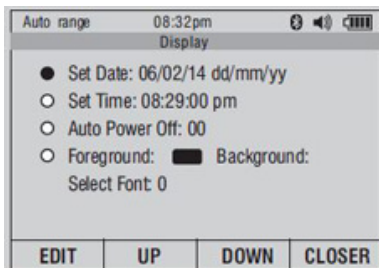 Auto range 08:32pm
Display
Set Date: 06/02/14 dd/mm/yy
Set Time: 08:29:00 pm
Auto Power Off: 00
Foreground: Background:
Select Font: 0
EDIT UP DOWN CLOSER